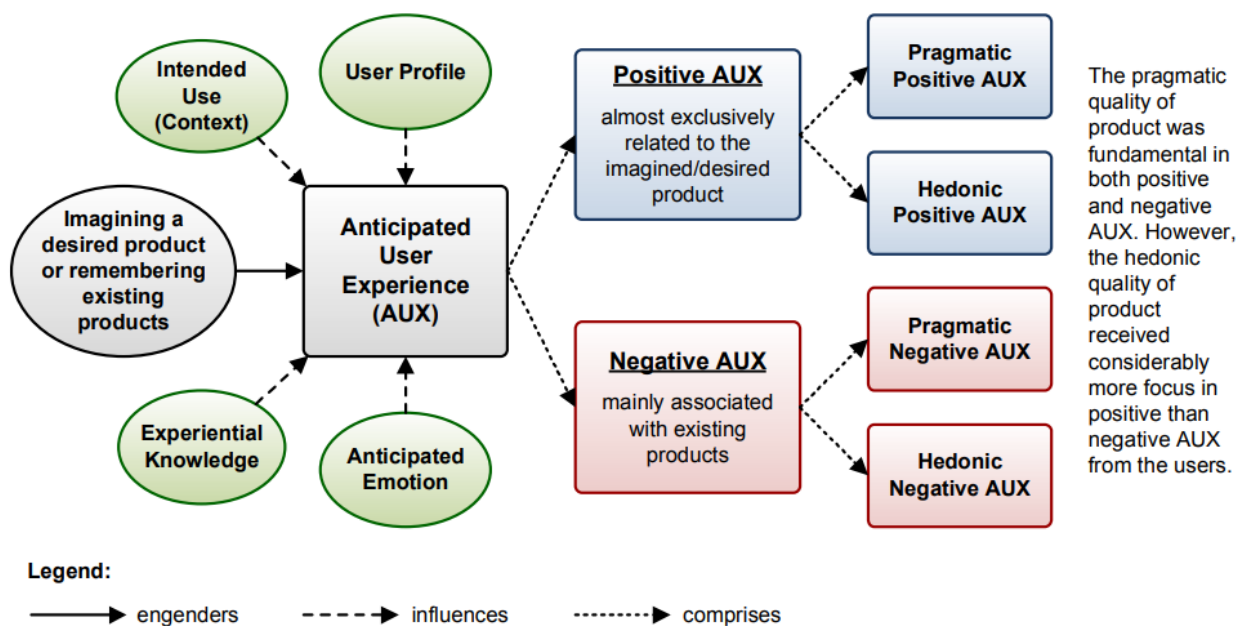 Intended
Use
(Context)
User Profile
Imagining a
desired product
or remembering
existing
products
Anticipated
User
Experience
(AUX)
Experiential
Knowledge
Anticipated
Emotion
Positive AUX
almost exclusively
related to the
imagined/desired
product
Negative AUX
mainly associated
with existing
products
Pragmatic
Positive AUX
Hedonic
Positive AUX
Pragmatic
Negative AUX
Hedonic
Negative AUX
The pragmatic
quality of
product was
fundamental in
both positive
and negative
AUX. However,
the hedonic
quality of
product
received
considerably
more focus in
positive than
negative AUX
from the users.
Legend:
engenders
influences
comprises